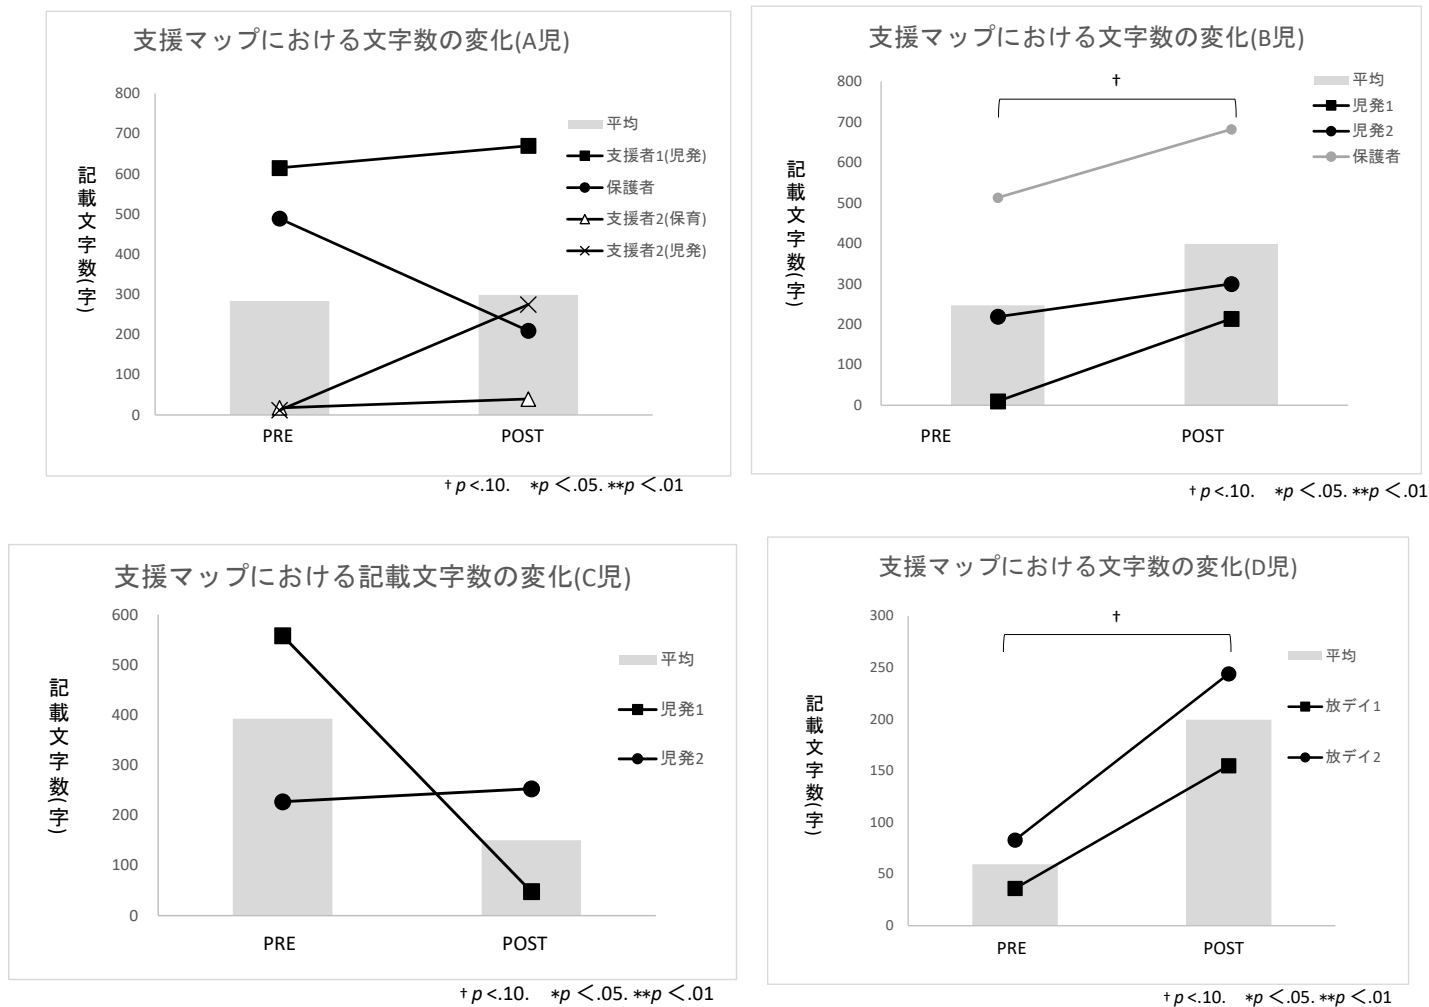 支援マップにおける文字数の変化(A児)
800
700
600
500
400
300
200
100
0
記載文字数(字)
平均
支援者1(児発)
保護者
支援者2(保育)
支援者2(児発)
PRE
POST
† p <.10. *p <.05. **p <.01
支援マップにおける文字数の変化(B児)
800
700
600
500
400
300
200
100
0
記載文字数(字)
†
平均
児発1
児発2
保護者
PRE
POST
† p <.10. *p <.05. **p <.01
支援マップにおける記載文字数の変化(C児)
600
500
400
300
200
100
0
記載文字数(字)
平均
児発1
児発2
PRE
POST
† p <.10. *p <.05. **p <.01
支援マップにおける文字数の変化(D児)
300
250
200
150
100
50
0
記載文字数(字)
†
平均
放デイ1
放デイ2
PRE
POST
† p <.10. *p <.05. **p <.01